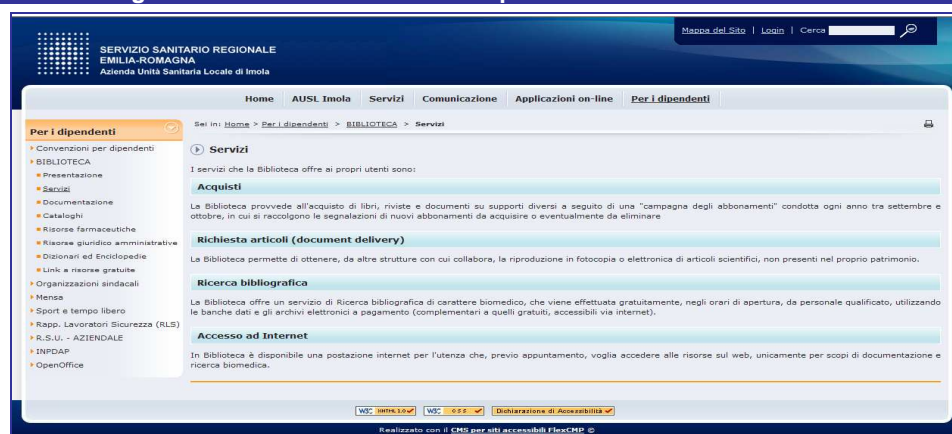 Mappa del Sito | Login | Cerca
SERVIZIO SANITARIO REGIONALE
EMILIA-ROMAGNA
Azienda Unità Sanitaria Locale di Imola
Home AUSL Imola Servizi Comunicazione Applicazioni on-line Per i dipendenti
Per i dipendenti
Convenzioni per dipendenti
BIBLIOTECA
Presentazione
Servizi
Documentazione
Cataloghi
Risorse farmaceutiche
Risorse giuridico amministrative
Dizionari ed Enciclopedie
Link a risorse gratuite
Organizzazioni sindacali
Mensa
Sport e tempo libero
Rapp. Lavoratori Sicurezza (RLS)
R.S.U. - AZIENDALE
INPDAP
OpenOffice
Sei in: Home > Per i dipendenti > BIBLIOTECA > Servizi
Servizi
I servizi che la Biblioteca offre ai propri utenti sono:
Acquisti
La Biblioteca provvede all'acquisto di libri, riviste e documenti su supporti diversi a seguito di una "campagna degli abbonamenti" condotta ogni anno tra settembre e
ottobre, in cui si raccolgono le segnalazioni di nuovi abbonamenti da acquisire o eventualmente da eliminare
Richiesta articoli (document delivery)
La Biblioteca permette di ottenere, da altre strutture con cui collabora, la riproduzione in fotocopia o elettronica di articoli scientifici, non presenti nel proprio patrimonio.
Ricerca bibliografica
La Biblioteca offre un servizio di Ricerca bibliografica di carattere biomedico, che viene effettuata gratuitamente, negli orari di apertura, da personale qualificato, utilizzando
le banche dati e gli archivi elettronici a pagamento (complementari a quelli gratuiti, accessibili via internet).
Accesso ad Internet
In Biblioteca è disponibile una postazione internet per l'utenza che, previo appuntamento, voglia accedere alle risorse sul web, unicamente per scopi di documentazione e
ricerca biomedica.
W3C XHTML 1.0 W3C CSS Dichiarazione di Accessibilità
Realizzato con il CMS per siti accessibili FlexCMP ©